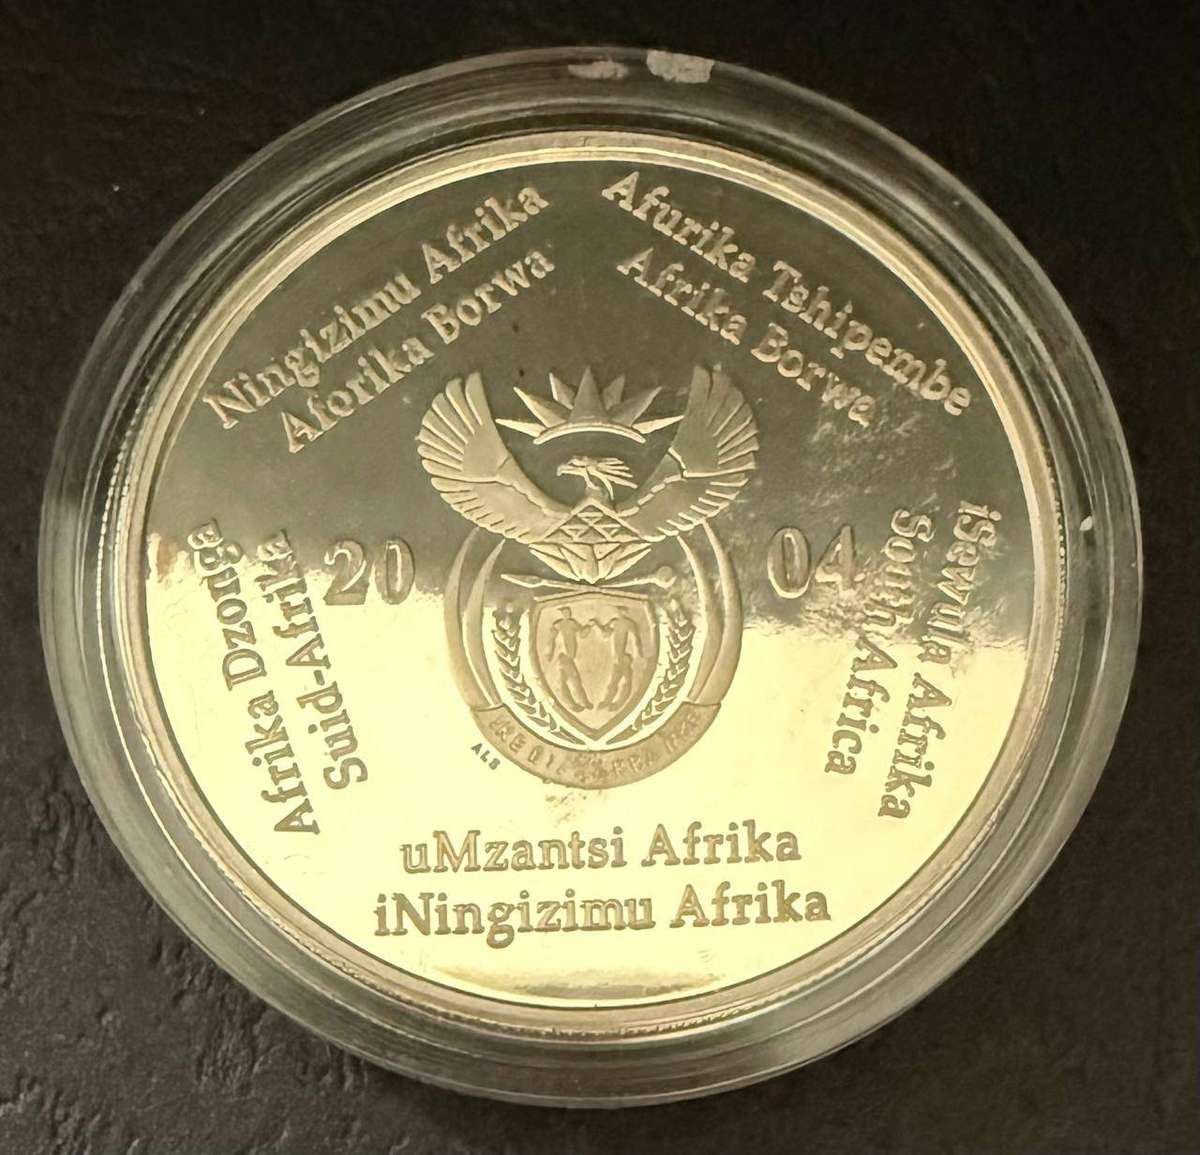 Ningizimu Afrika
Aforika Borwa
Afurika Tshipembe
Afrika Borwa
iSewula Afrika
South Africa
uMzantsi Afrika
iNingizimu Afrika
Afrika Dzonga
Suid-Afrika
20 04
ALS